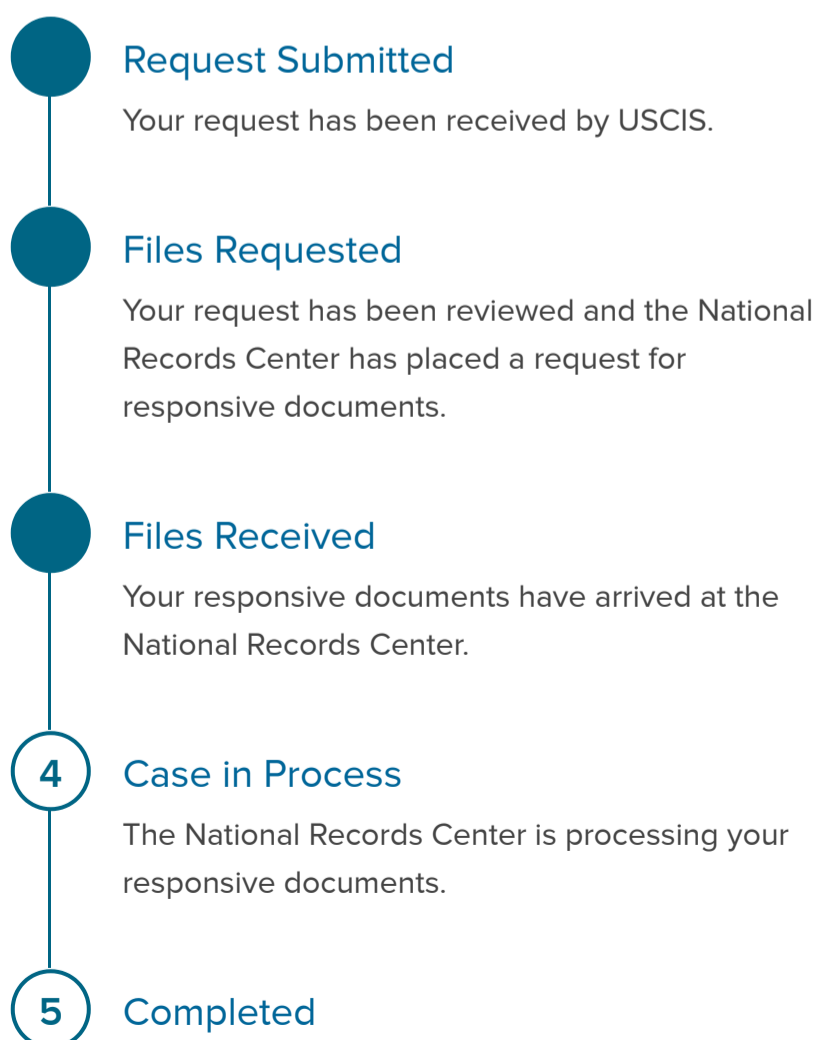 Request Submitted
Your request has been received by USCIS.
Files Requested
Your request has been reviewed and the National
Records Center has placed a request for
responsive documents.
Files Received
Your responsive documents have arrived at the
National Records Center.
4 Case in Process
The National Records Center is processing your
responsive documents.
5 Completed